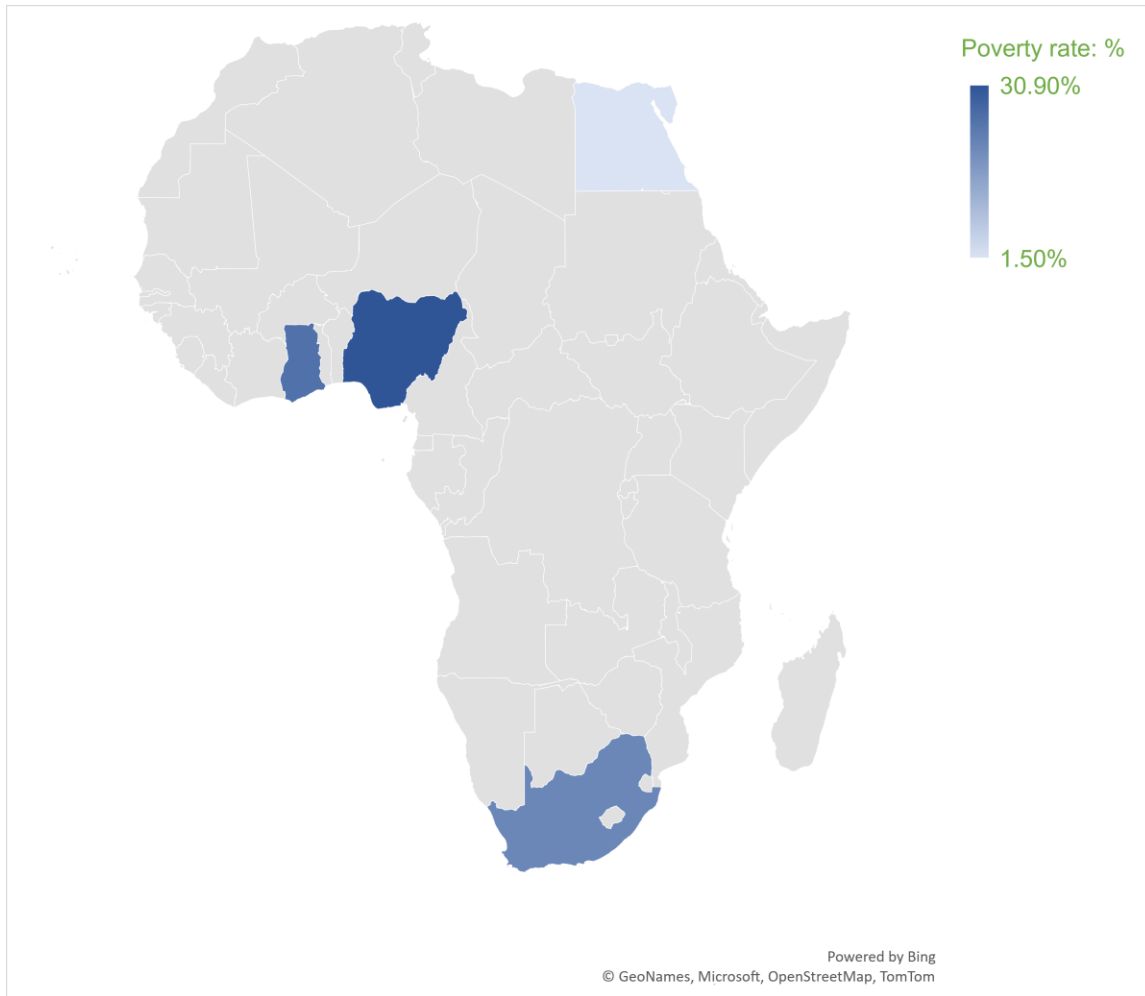 Poverty rate: %
30.90%
1.50%
Powered by Bing
© GeoNames, Microsoft, OpenStreetMap, TomTom